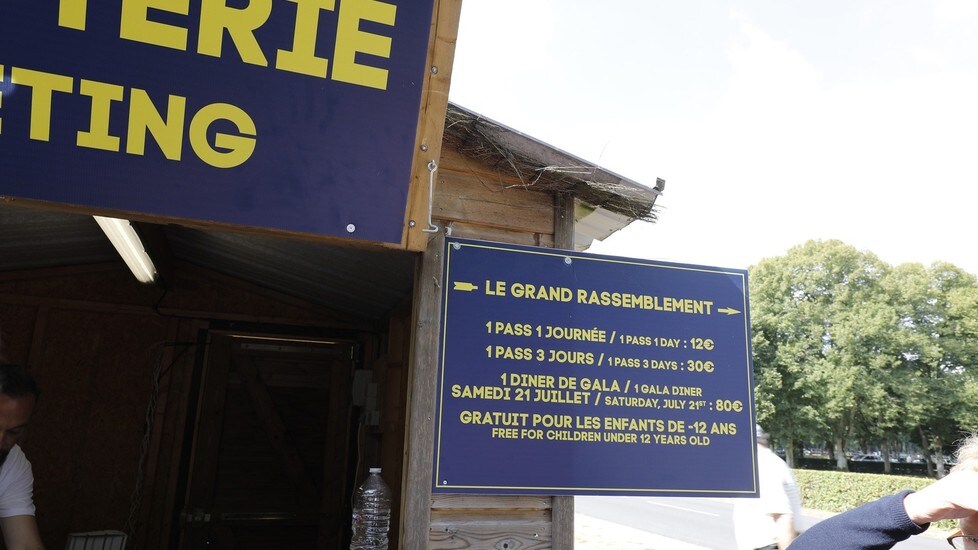 TERIE
ETING
LE GRAND RASSEMBLEMENT
1 PASS 1 JOURNÉE / 1 PASS 1 DAY : 12€
1 PASS 3 JOURS / 1 PASS 3 DAYS : 30€
1 DINER DE GALA / 1 GALA DINER
SAMEDI 21 JUILLET / SATURDAY, JULY 21ST : 80€
GRATUIT POUR LES ENFANTS DE -12 ANS
FREE FOR CHILDREN UNDER 12 YEARS OLD